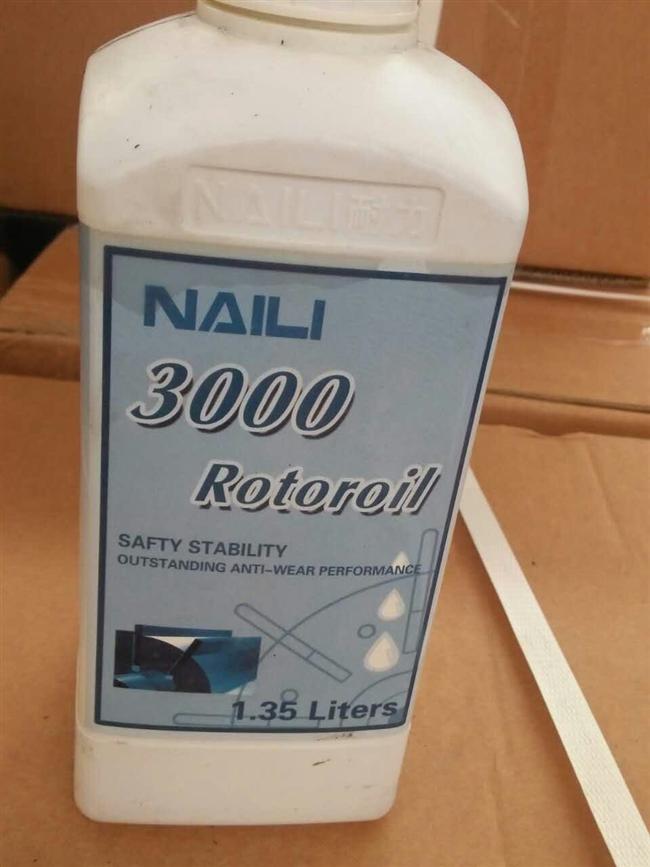 NAILI耐力
NAILI
3000
Rotoroil
SAFTY STABILITY
OUTSTANDING ANTI-WEAR PERFORMANCE
1.35 Liters